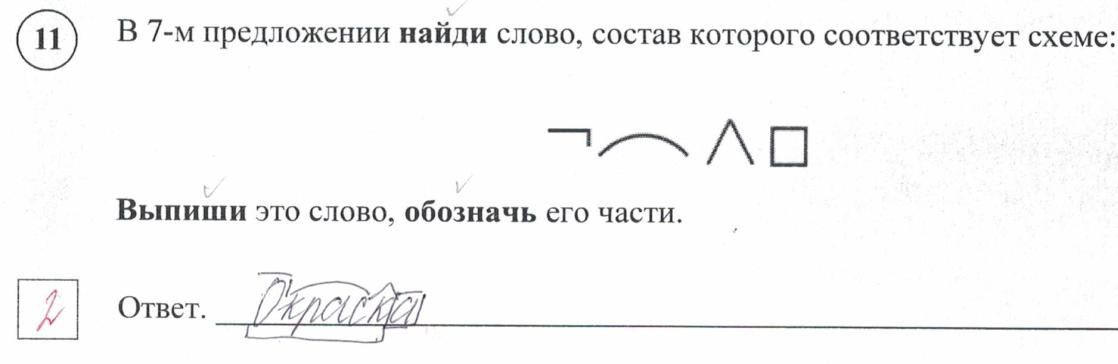 11 В 7-м предложении найди слово, состав которого соответствует схеме:
Выпиши это слово, обозначь его части.
2 Ответ. Окраска